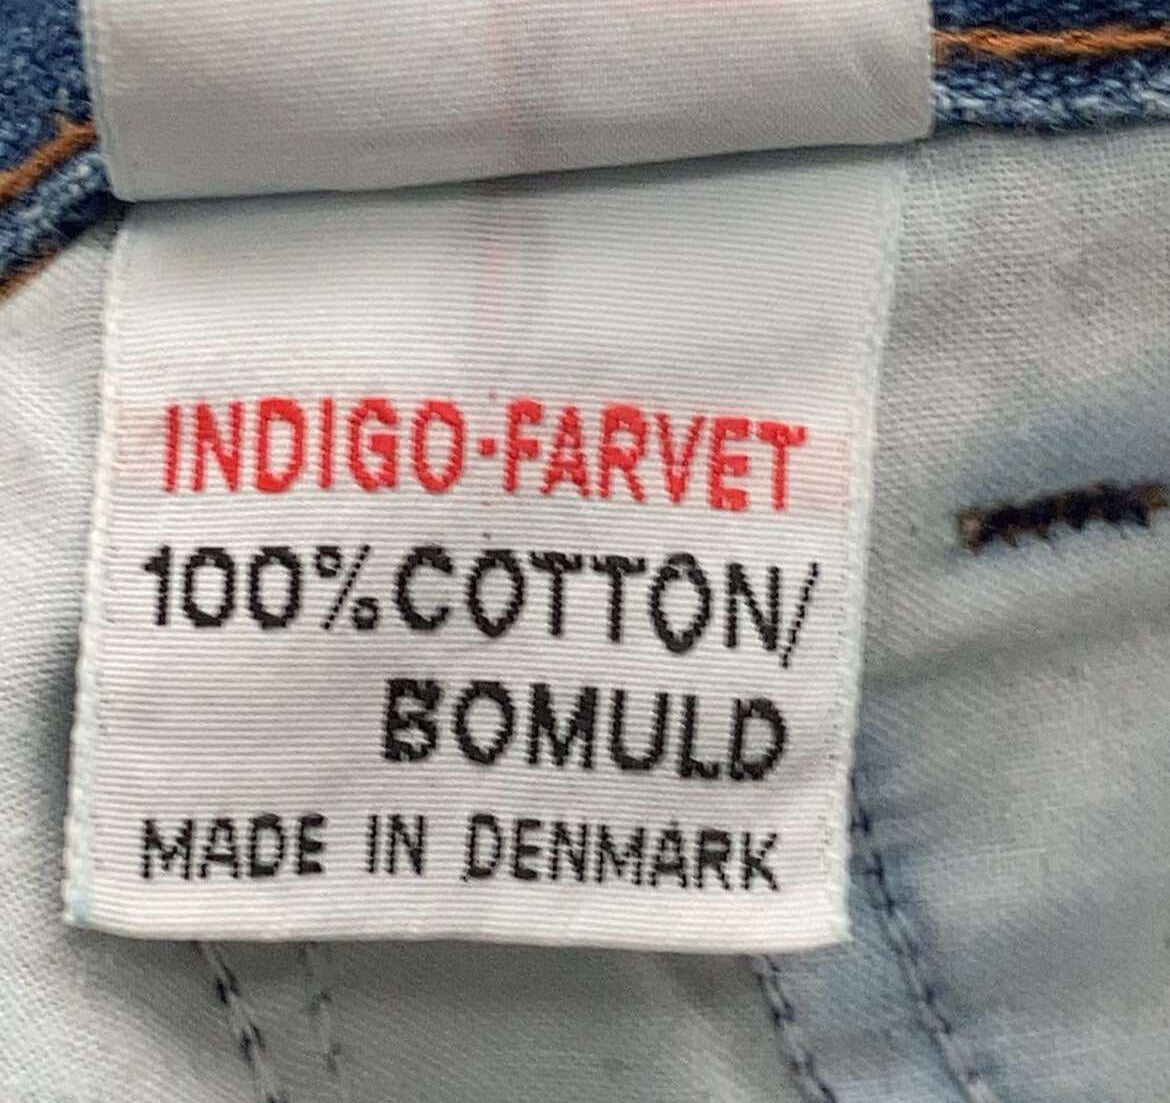 INDIGO-FARVET
100% COTTON/
BOMULD
MADE IN DENMARK